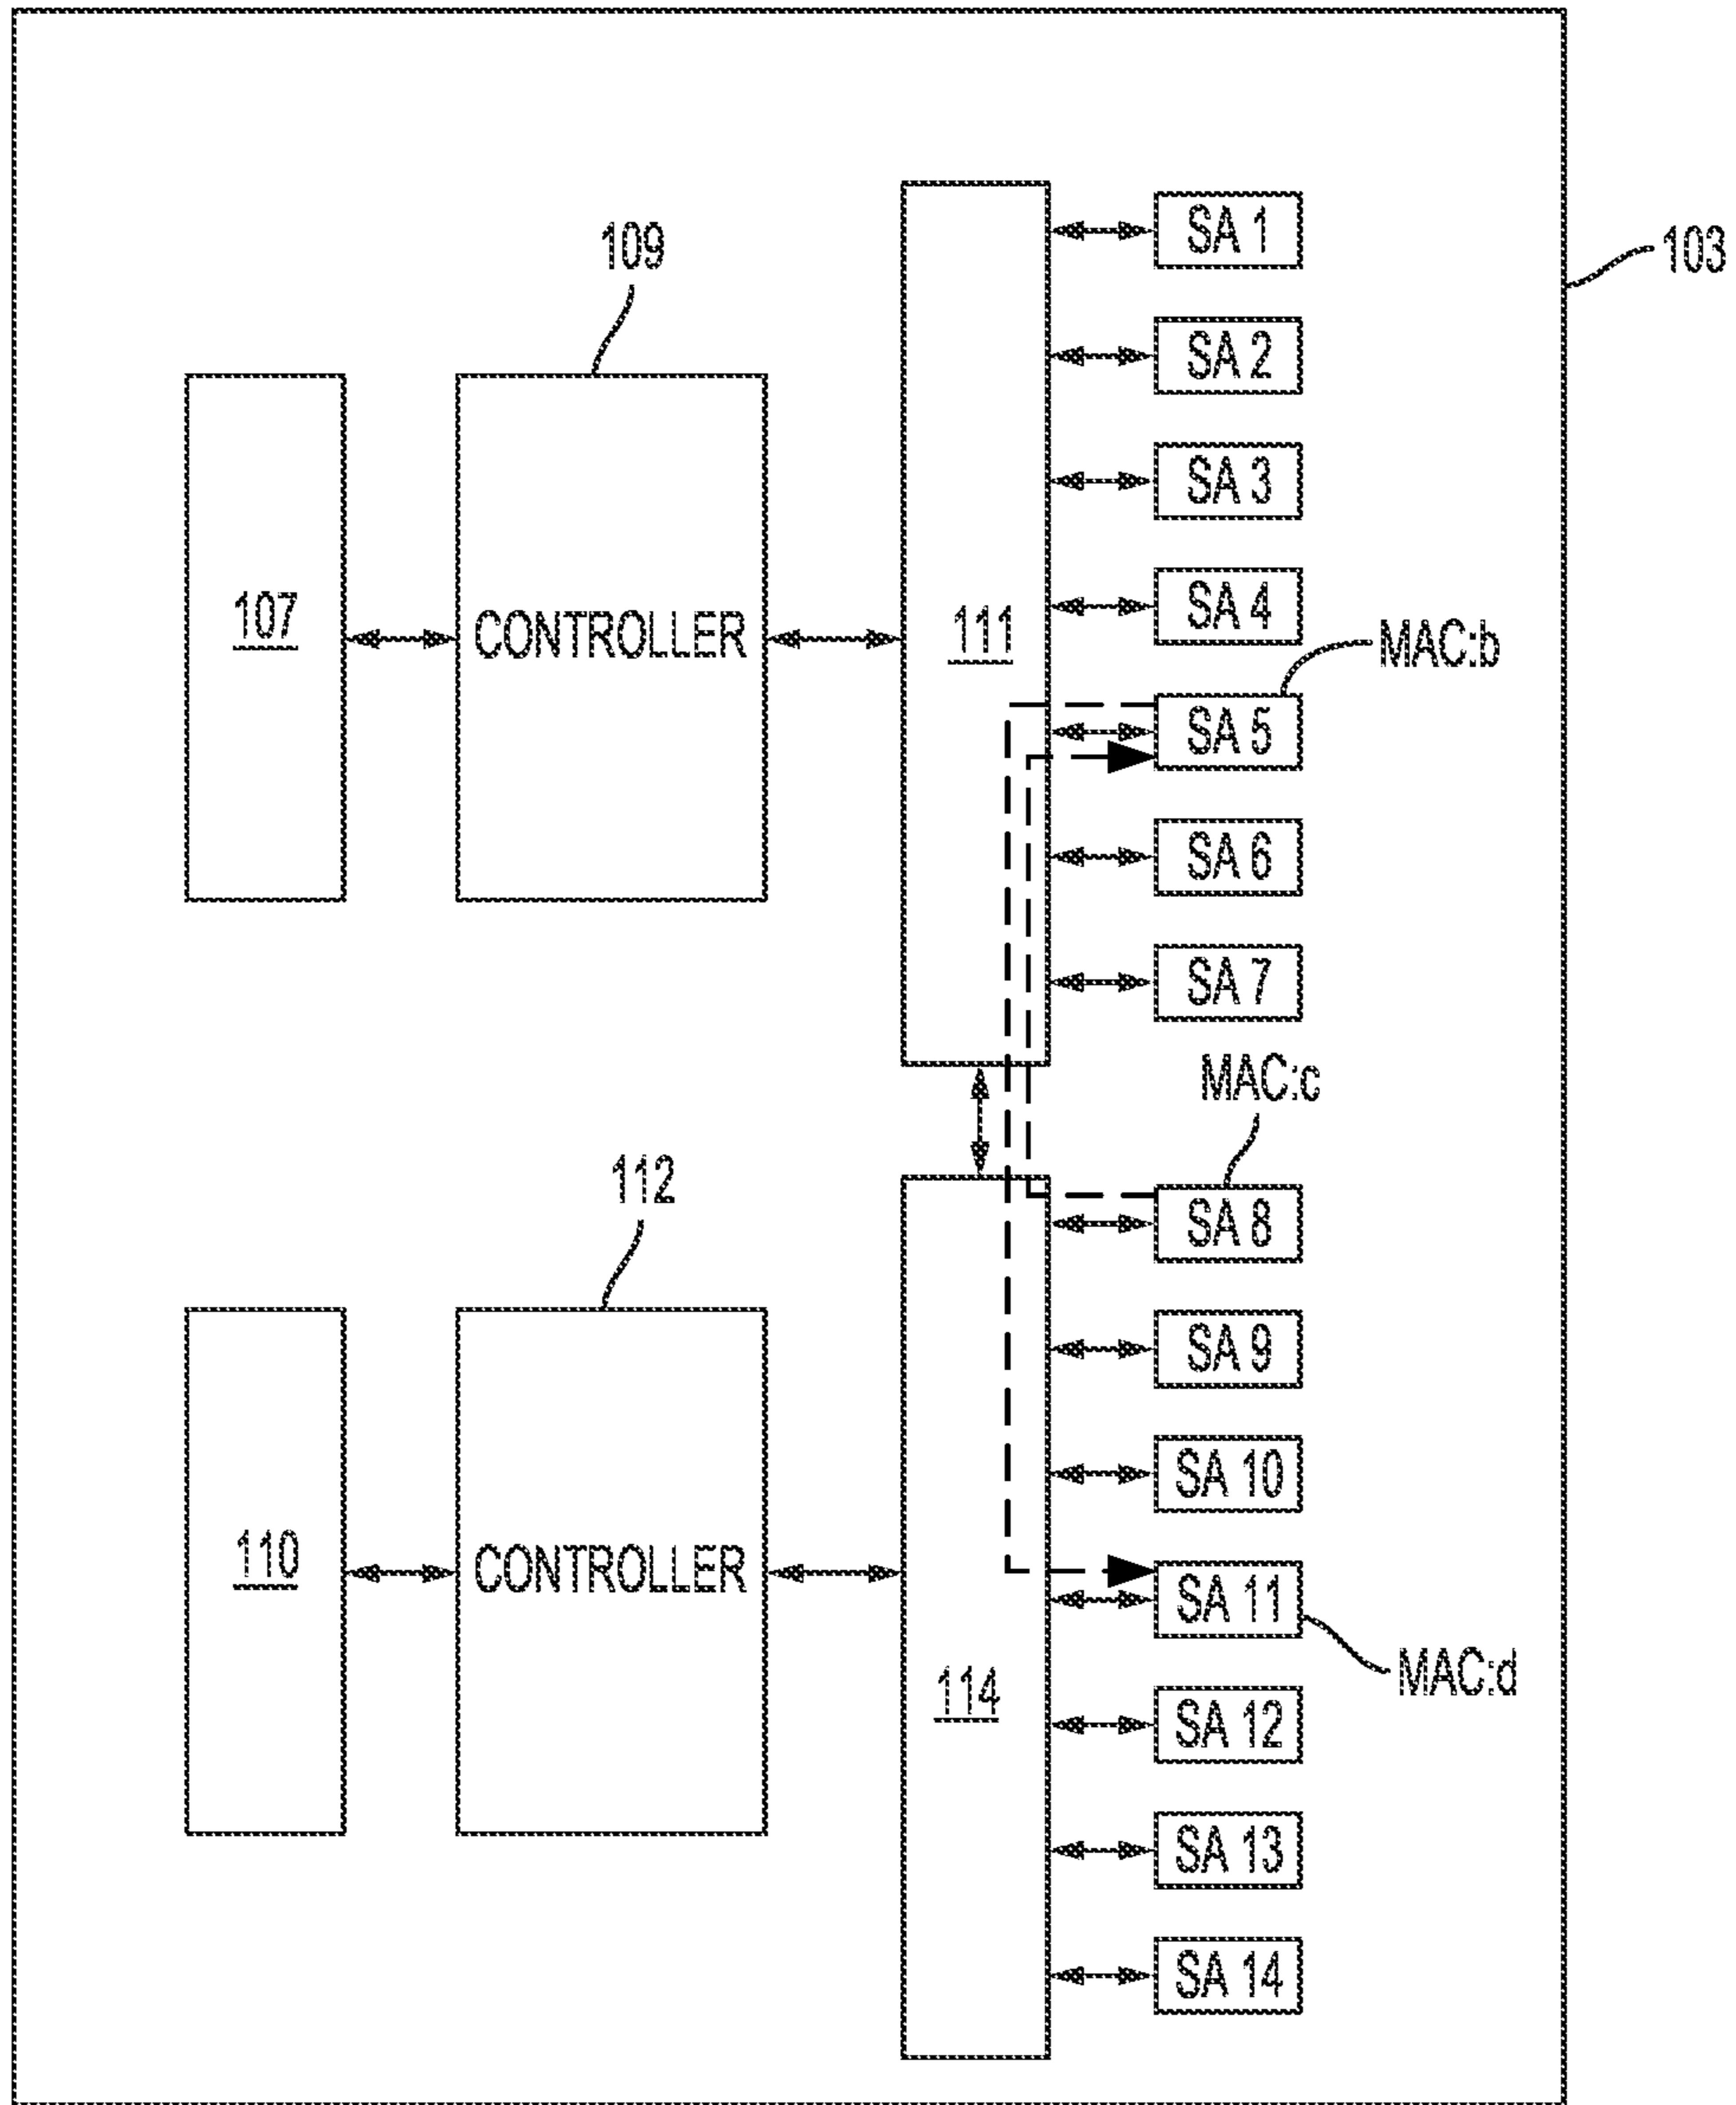 SA 1
109
103
SA 2
SA 3
107
CONTROLLER
111
SA 4
MAC:b
SA 5
SA 6
SA 7
MAC:c
112
SA 8
SA 9
SA 10
110
CONTROLLER
SA 11
114
MAC:d
SA 12
SA 13
SA 14